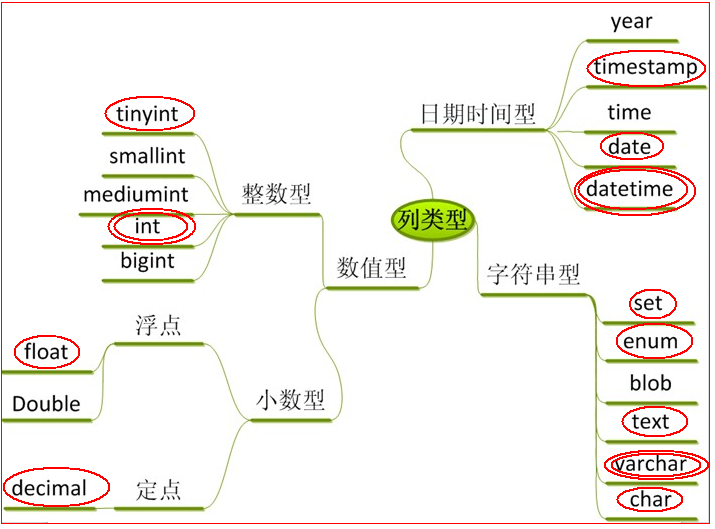 year
timestamp
日期时间型
time
date
datetime
tinyint
smallint
mediumint
int
bigint
整数型
列类型
数值型
字符串型
set
enum
blob
text
varchar
char
浮点
float
Double
小数型
decimal
定点